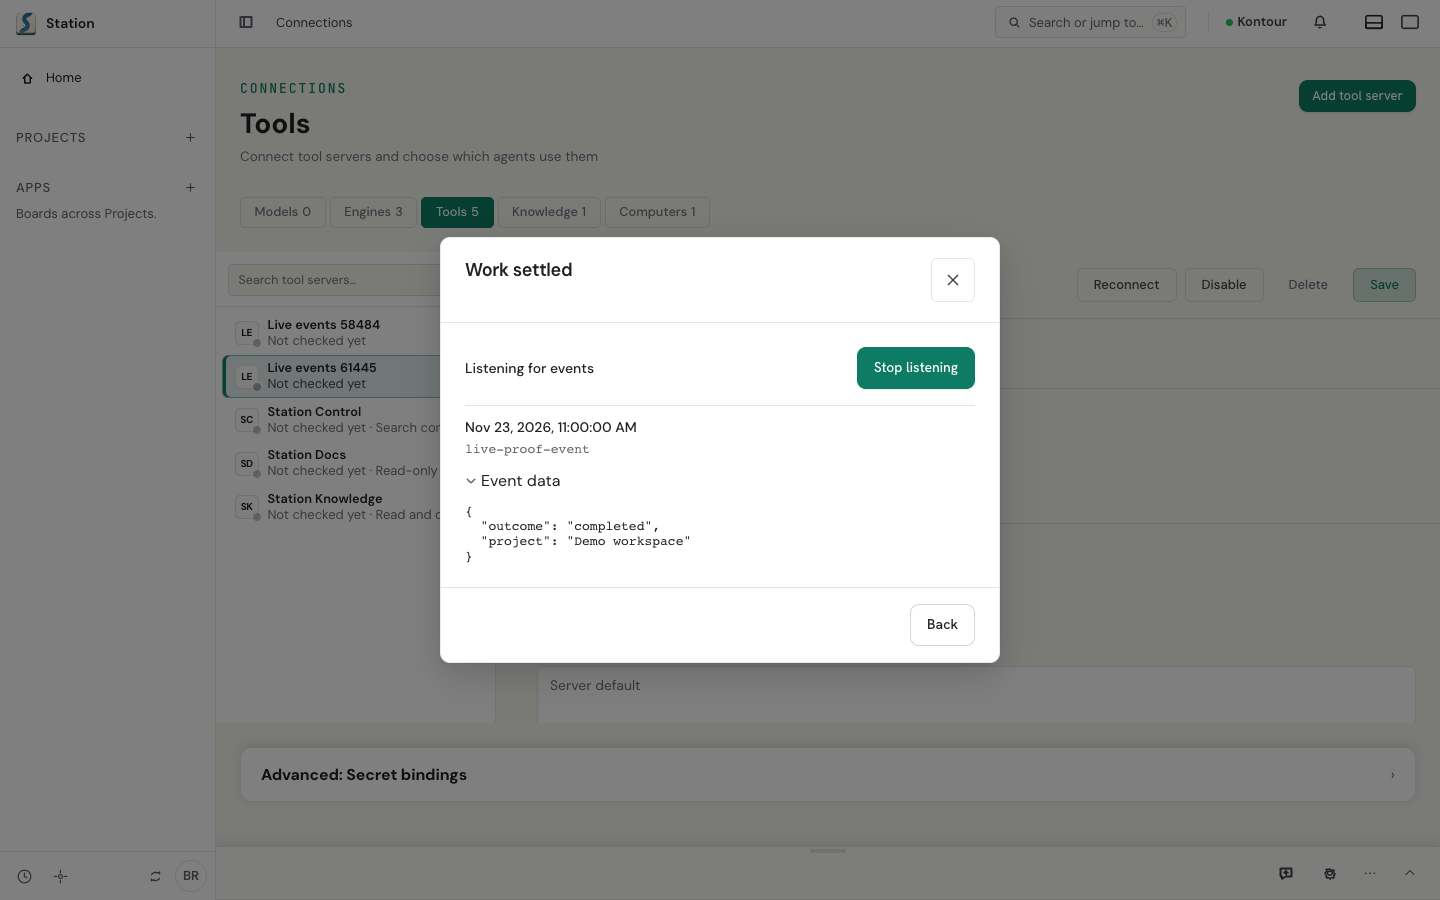 Station
Connections
Search or jump to... ⌘K
Kontour
Home
PROJECTS +
APPS +
Boards across Projects.
CONNECTIONS
Tools
Connect tool servers and choose which agents use them
Add tool server
Models 0
Engines 3
Tools 5
Knowledge 1
Computers 1
Search tool servers...
Reconnect
Disable
Delete
Save
LE
Live events 58484
Not checked yet
LE
Live events 61445
Not checked yet
SC
Station Control
Not checked yet · Search cor
SD
Station Docs
Not checked yet · Read-only
SK
Station Knowledge
Not checked yet · Read and
Work settled
Listening for events
Stop listening
Nov 23, 2026, 11:00:00 AM
live-proof-event
Event data
{
"outcome": "completed",
"project": "Demo workspace"
}
Back
Server default
Advanced: Secret bindings
BR